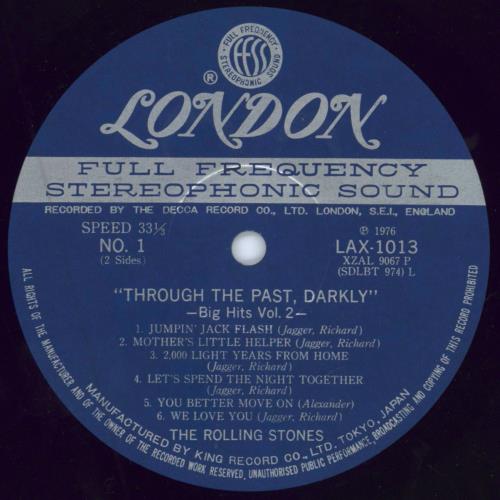 FULL FREQUENCY
ffss
STEREOPHONIC SOUND
®
LONDON
FULL FREQUENCY
STEREOPHONIC SOUND
RECORDED BY THE DECCA RECORD CO., LTD. LONDON, S.E.I., ENGLAND
SPEED 33⅓
℗ 1976
NO. 1
LAX-1013
(2 Sides)
XZAL 9067 P
(SDLBT 974) L
"THROUGH THE PAST, DARKLY"
—Big Hits Vol. 2—
1. JUMPIN' JACK FLASH (Jagger, Richard)
2. MOTHER'S LITTLE HELPER (Jagger, Richard)
3. 2,000 LIGHT YEARS FROM HOME
(Jagger, Richard)
4. LET'S SPEND THE NIGHT TOGETHER
(Jagger, Richard)
5. YOU BETTER MOVE ON (Alexander)
6. WE LOVE YOU (Jagger, Richard)
THE ROLLING STONES
MANUFACTURED BY KING RECORD CO., LTD. TOKYO, JAPAN
ALL RIGHTS OF THE MANUFACTURER AND OF THE OWNER OF THE RECORDED WORK RESERVED, UNAUTHORISED PUBLIC PERFORMANCE, BROADCASTING AND COPYING OF THIS RECORD PROHIBITED